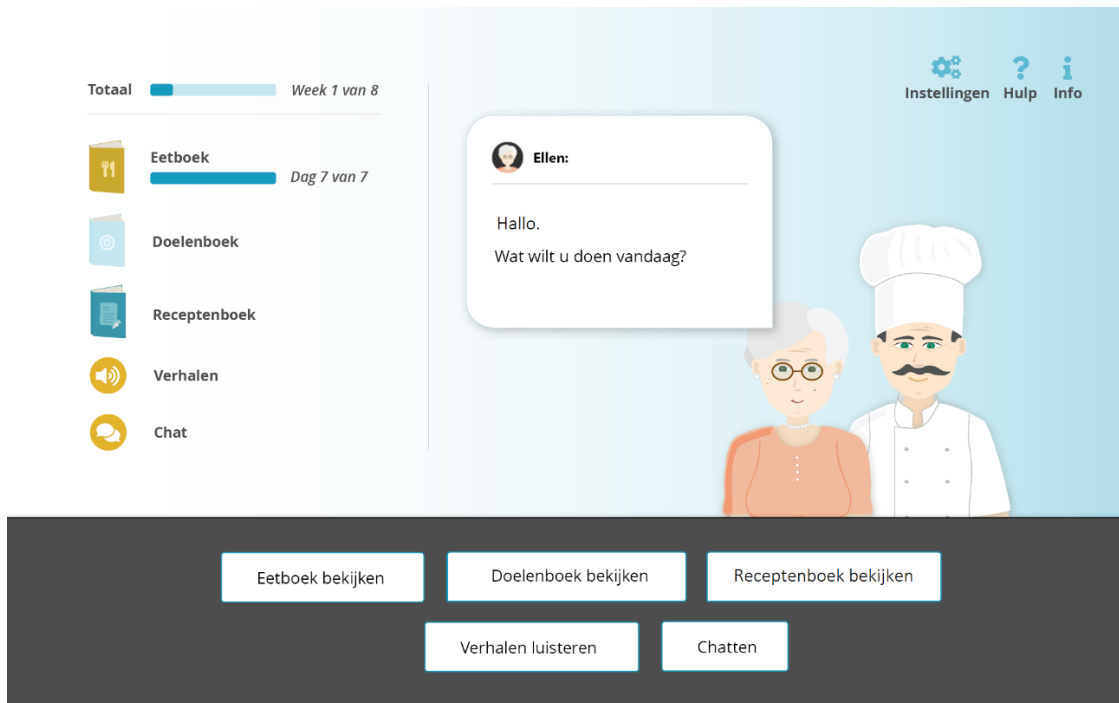 Totaal
Week 1 van 8
Eetboek
Dag 7 van 7
Doelenboek
Receptenboek
Verhalen
Chat
Ellen:
Hallo.
Wat wilt u doen vandaag?
Instellingen
Hulp
Info
Eetboek bekijken
Doelenboek bekijken
Receptenboek bekijken
Verhalen luisteren
Chatten